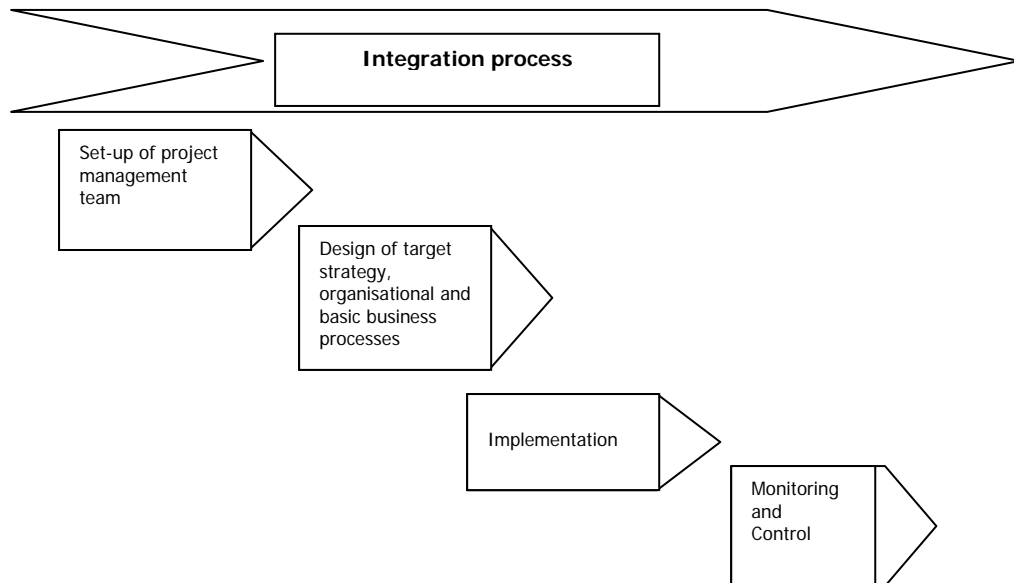 Integration process
Set-up of project
management
team
Design of target
strategy,
organisational and
basic business
processes
Implementation
Monitoring
and
Control